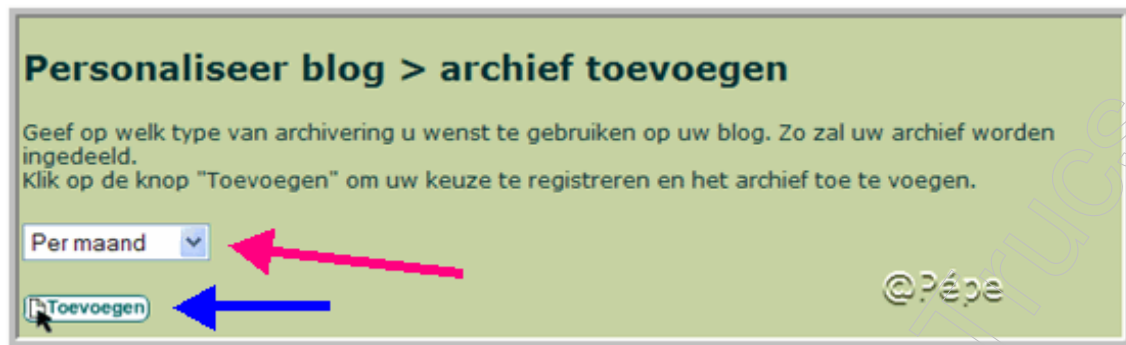 Personaliseer blog > archief toevoegen
Geef op welk type van archivering u wenst te gebruiken op uw blog. Zo zal uw archief worden
ingedeeld.
Klik op de knop "Toevoegen" om uw keuze te registreren en het archief toe te voegen.
Per maand
Toevoegen
@Pépe
Trucs